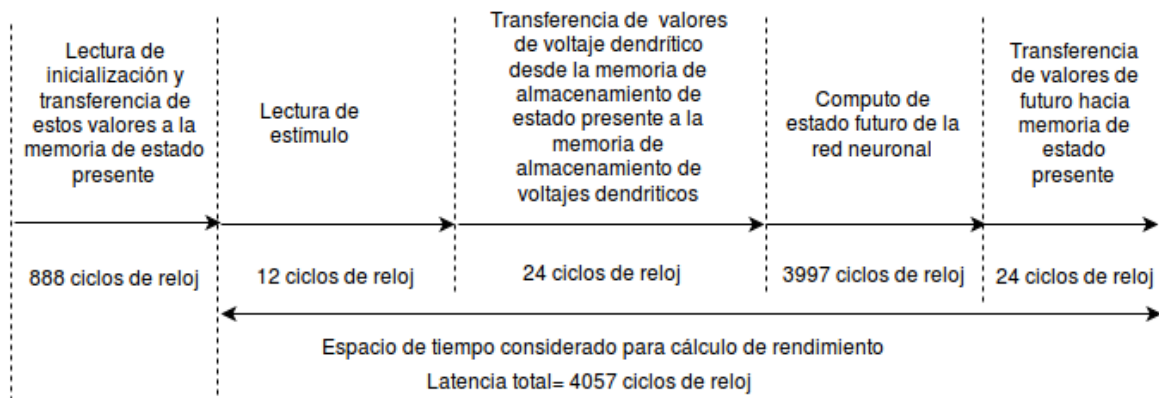 Lectura de
inicialización y
transferencia de
estos valores a la
memoria de estado
presente
Lectura de
estímulo
Transferencia de valores
de voltaje dendrítico
desde la memoria de
almacenamiento de
estado presente a la
memoria de
almacenamiento de
voltajes dendriticos
Computo de
estado futuro de la
red neuronal
Transferencia
de valores de
futuro hacia
memoria de
estado
presente
888 ciclos de reloj
12 ciclos de reloj
24 ciclos de reloj
3997 ciclos de reloj
24 ciclos de reloj
Espacio de tiempo considerado para cálculo de rendimiento
Latencia total= 4057 ciclos de reloj